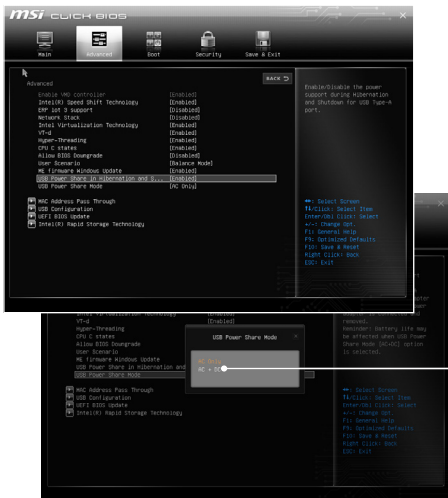 msi CLICK BIOS
Main Advanced Boot Security Save & Exit
Advanced
BACK
Enable VMD controller [Enabled]
Intel(R) Speed Shift Technology [Enabled]
ERP lot 3 support [Disabled]
Network Stack [Disabled]
Intel Virtualization Technology [Enabled]
VT-d [Enabled]
Hyper-Threading [Enabled]
CPU C states [Enabled]
Allow BIOS Downgrade [Disabled]
User Scenario [Balance Mode]
ME firmware Windows Update [Enabled]
USB Power Share in Hibernation and S... [Enabled]
USB Power Share Mode [AC Only]
MAC Address Pass Through
USB Configuration
UEFI BIOS Update
Intel(R) Rapid Storage Technology
Enable/Disable the power
support during Hibernation
and Shutdown for USB Type-A
port.
: Select Screen
/Click: Select Item
Enter/Dbl Click: Select
+/-: Change Opt.
F1: General Help
F9: Optimized Defaults
F10: Save & Reset
Right Click: Back
ESC: Exit
Intel Virtualization Technology [Enabled]
VT-d [Enabled]
Hyper-Threading
CPU C states
Allow BIOS Downgrade
User Scenario
ME firmware Windows Update
USB Power Share in Hibernation and
USB Power Share Mode
MAC Address Pass Through
USB Configuration
UEFI BIOS Update
Intel(R) Rapid Storage Technology
USB Power Share Mode
AC Only
AC + DC
removed.
Reminder: Battery life may
be affected when USB Power
Share Mode [AC+DC] option
is selected.
: Select Screen
/Click: Select Item
Enter/Dbl Click: Select
+/-: Change Opt.
F1: General Help
F9: Optimized Defaults
F10: Save & Reset
Right Click: Back
ESC: Exit